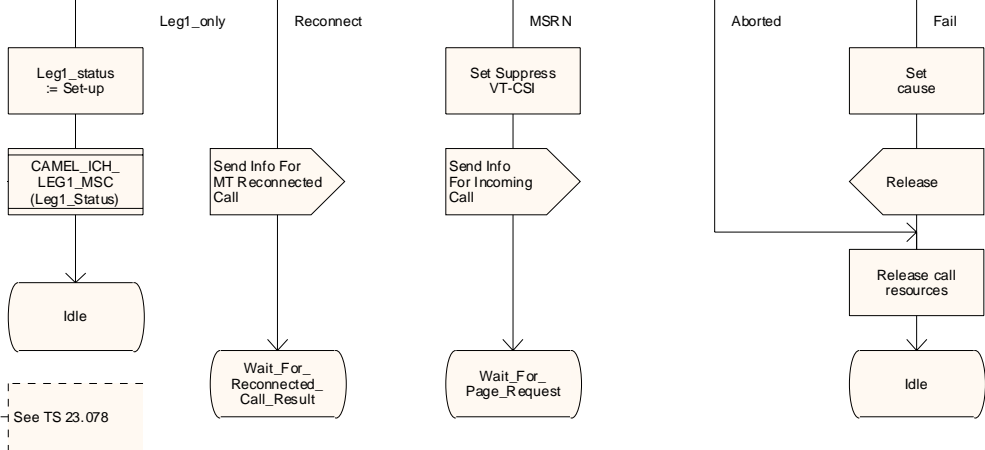 Leg1_only
Reconnect
MSRN
Aborted
Fail
Leg1_status
:= Set-up
Set Suppress
VT-CSI
Set
cause
CAMEL_ICH_
LEG1_MSC
(Leg1_Status)
Send Info For
MT Reconnected
Call
Send Info
For Incoming
Call
Release
Release call
resources
Idle
Wait_For_
Reconnected_
Call_Result
Wait_For_
Page_Request
Idle
See TS 23.078